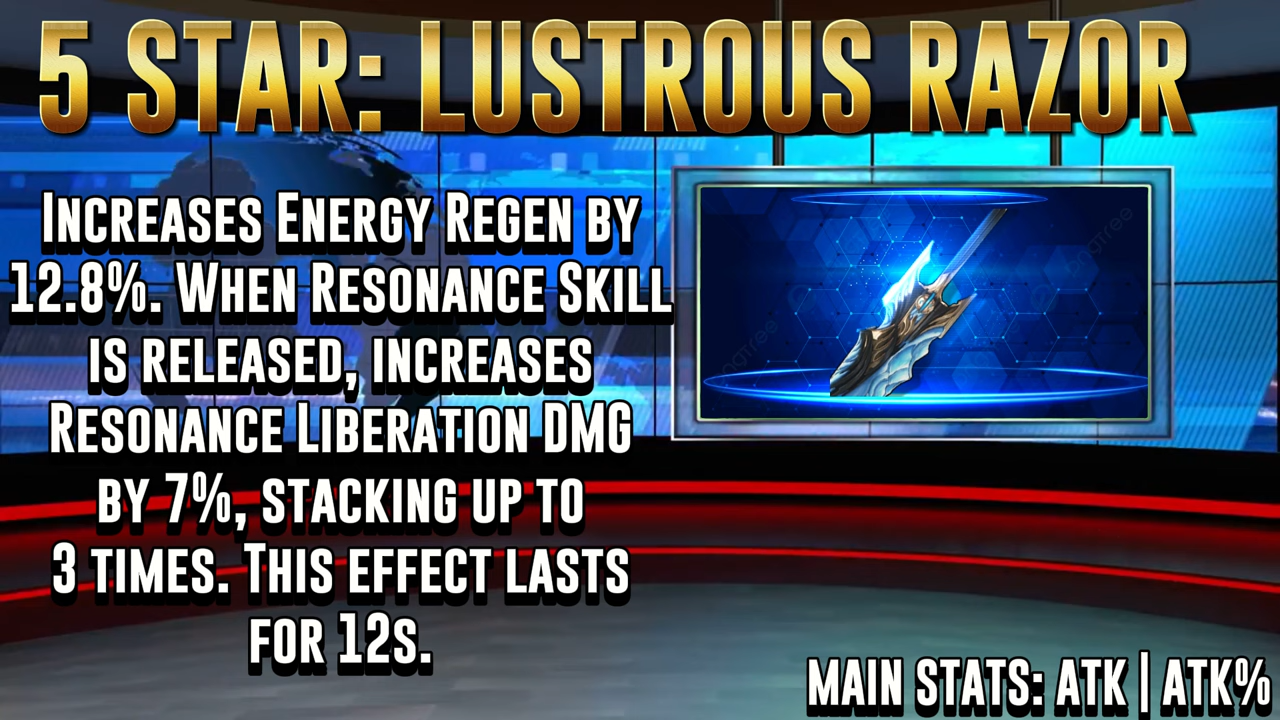 5 STAR: LUSTROUS RAZOR
INCREASES ENERGY REGEN BY
12.8%. WHEN RESONANCE SKILL
IS RELEASED, INCREASES
RESONANCE LIBERATION DMG
BY 7%, STACKING UP TO
3 TIMES. THIS EFFECT LASTS
FOR 12S.
MAIN STATS: ATK | ATK%